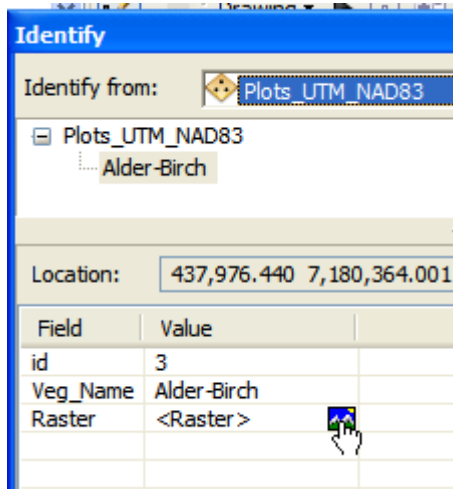 Drawing
Identify
Identify from: Plots_UTM_NAD83
Plots_UTM_NAD83
Alder-Birch
Location: 437,976.440 7,180,364.001
Field Value
id 3
Veg_Name Alder-Birch
Raster <Raster>